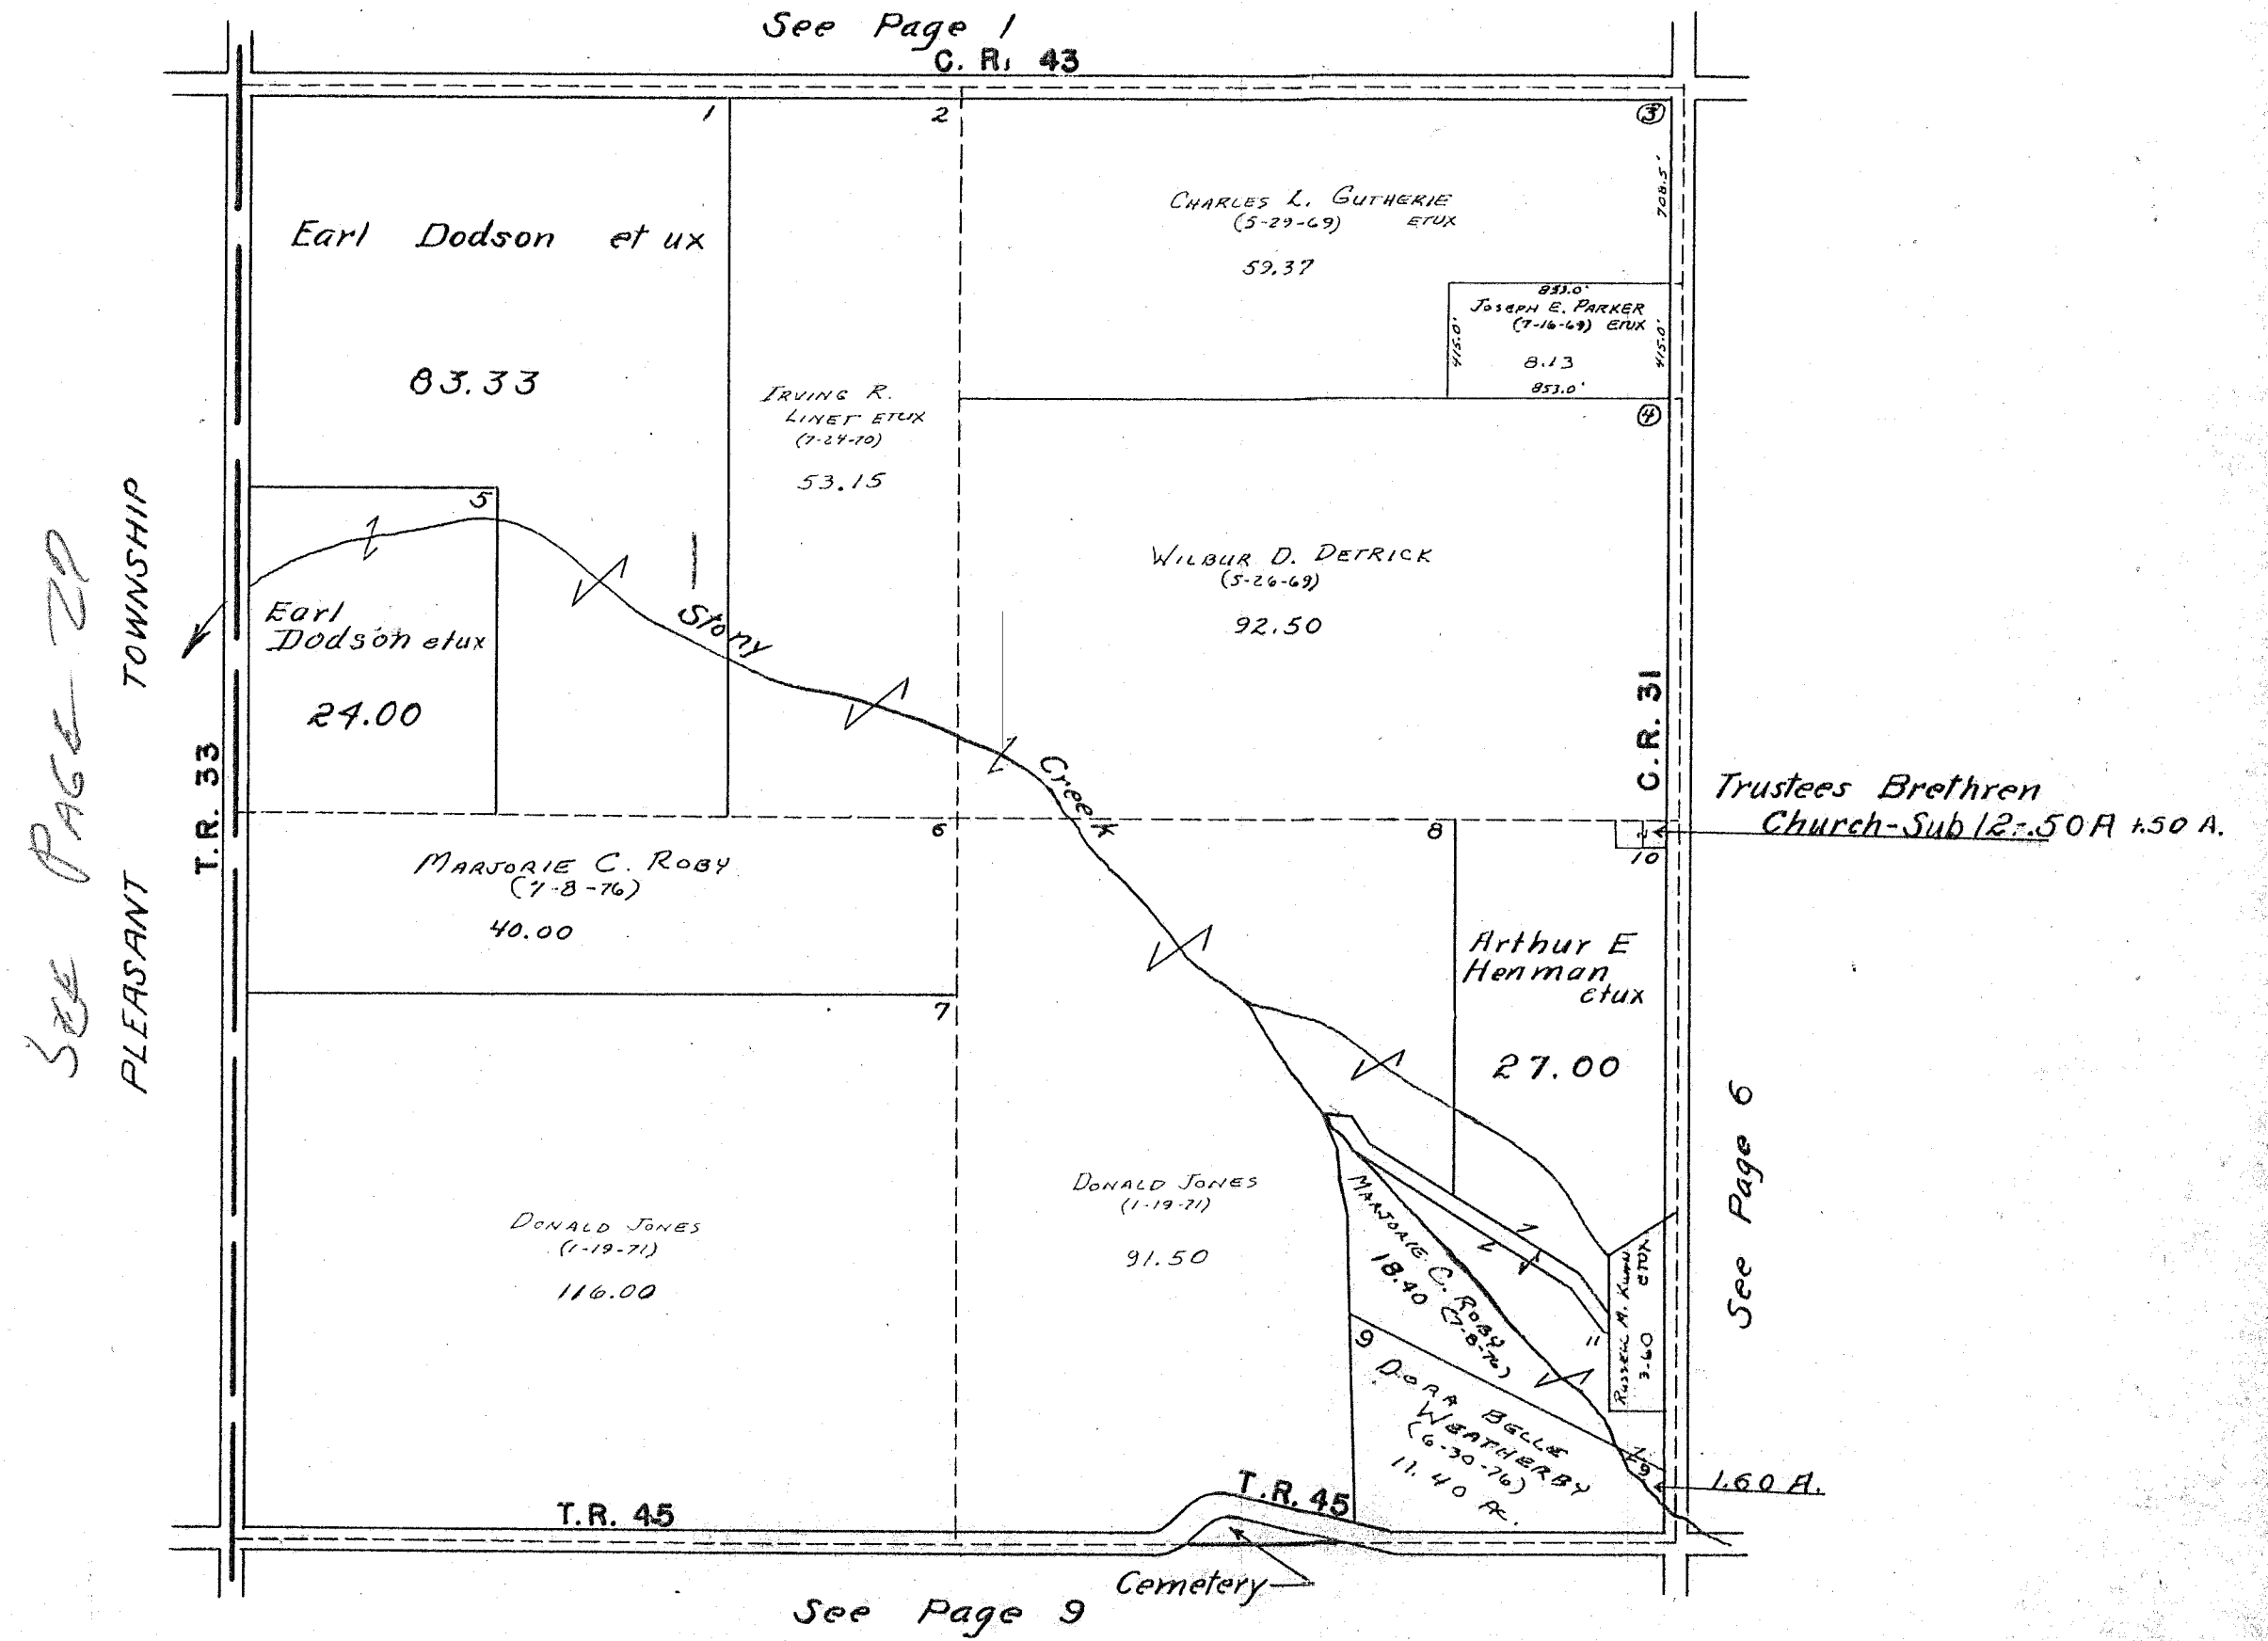 See Page 1
C. R. 43
1
2
3
Earl Dodson et ux
83.33
CHARLES L. GUTHERIE
(5-29-69) ETUX
59.37
708.5'
853.0'
JOSEPH E. PARKER
(7-16-69) ETUX
8.13
853.0'
415.0'
415.0'
4
IRVING R.
LINET ETUX
(7-24-70)
53.15
5
Earl
Dodson etux
24.00
Stony
Creek
WILBUR D. DETRICK
(5-26-69)
92.50
SEE PAGE
PLEASANT TOWNSHIP
T.R. 33
C.R. 31
Trustees Brethren
Church-Sub 12-.50A
2
10
6
8
MARJORIE C. ROBY
(7-8-76)
40.00
7
Arthur E
Henman
etux
27.00
See Page 6
DONALD JONES
(1-19-71)
116.00
DONALD JONES
(1-19-71)
91.50
MARJORIE C. ROBY
18.40 (7-8-76)
11
RUSSELL M. KUHN
ETUX
3.60
9
DORA BELLE
WEATHERBY
(6-30-76)
11.40 AC.
9
1.60 A.
T.R. 45
T.R. 45
Cemetery
See Page 9